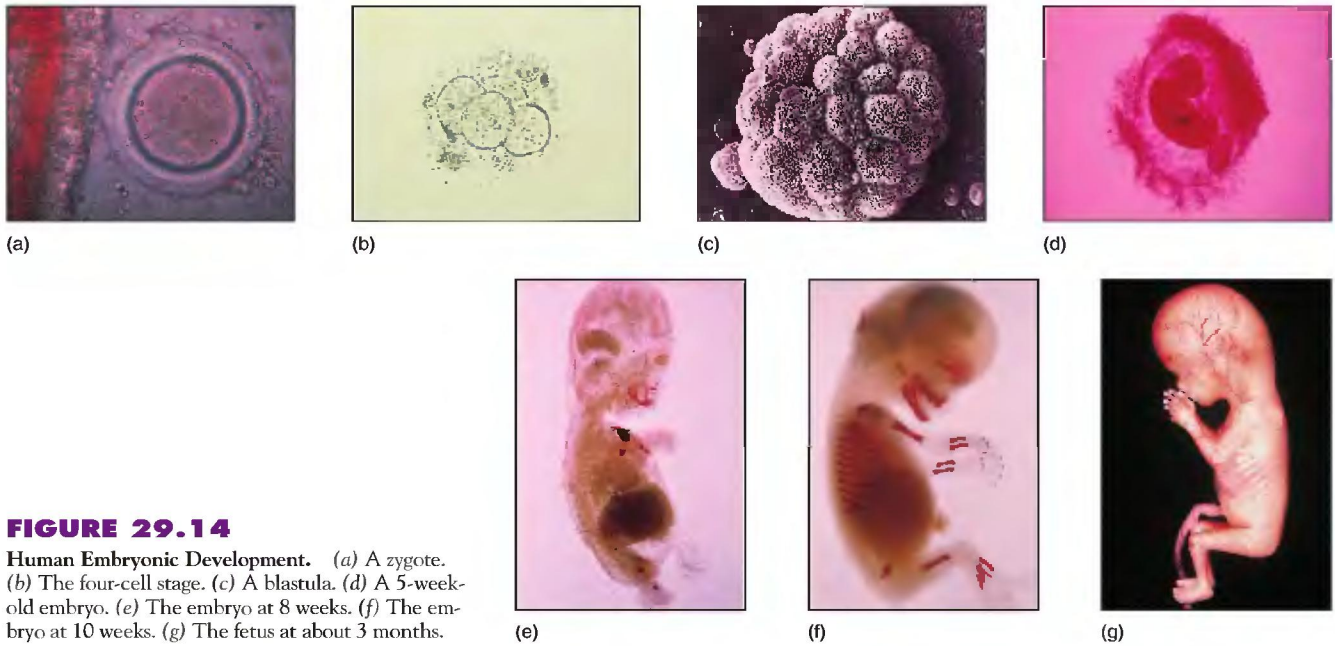 (a)
(b)
(c)
(d)
FIGURE 29.14
Human Embryonic Development. (a) A zygote.
(b) The four-cell stage. (c) A blastula. (d) A 5-week-
old embryo. (e) The embryo at 8 weeks. (f) The em-
bryo at 10 weeks. (g) The fetus at about 3 months.
(e)
(f)
(g)